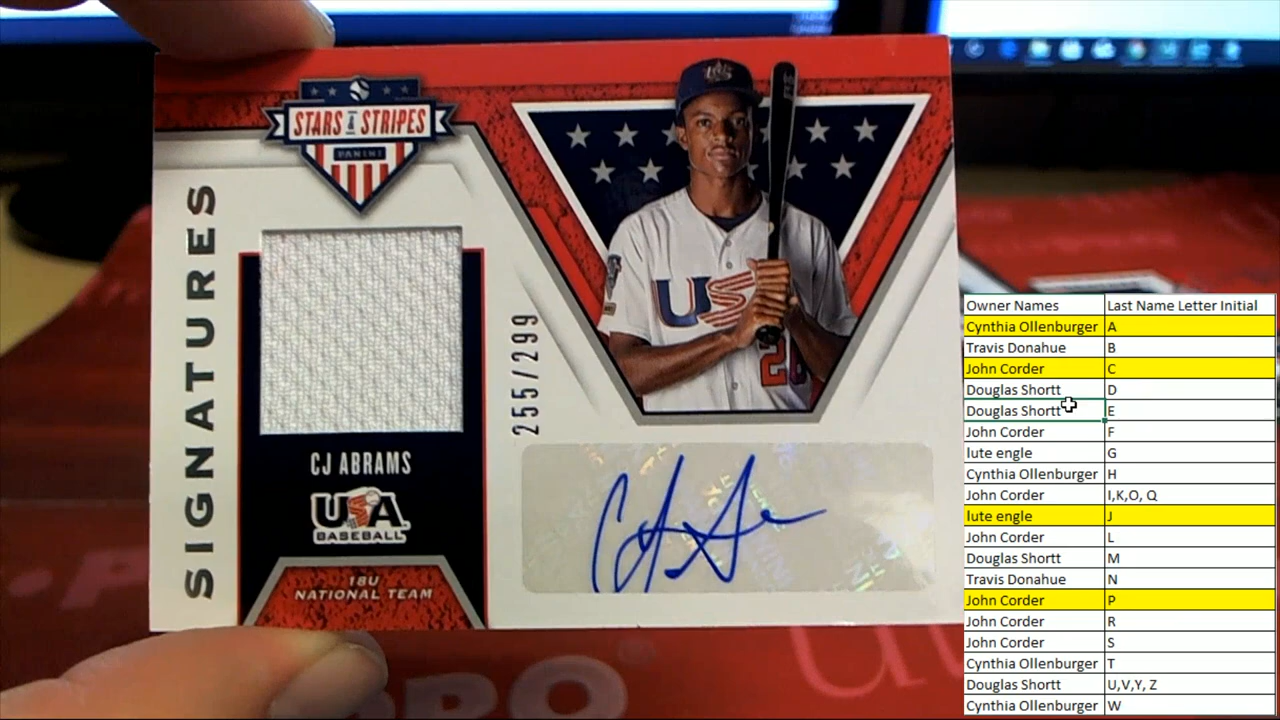 STARS & STRIPES
PANINI
SIGNATURES
255/299
US
CJ ABRAMS
USA
BASEBALL
18U
NATIONAL TEAM
Owner Names Last Name Letter Initial
Cynthia Ollenburger A
Travis Donahue B
John Corder C
Douglas Shortt D
Douglas Shortt E
John Corder F
lute engle G
Cynthia Ollenburger H
John Corder I,K,O, Q
lute engle J
John Corder L
Douglas Shortt M
Travis Donahue N
John Corder P
John Corder R
John Corder S
Cynthia Ollenburger T
Douglas Shortt U,V,Y, Z
Cynthia Ollenburger W